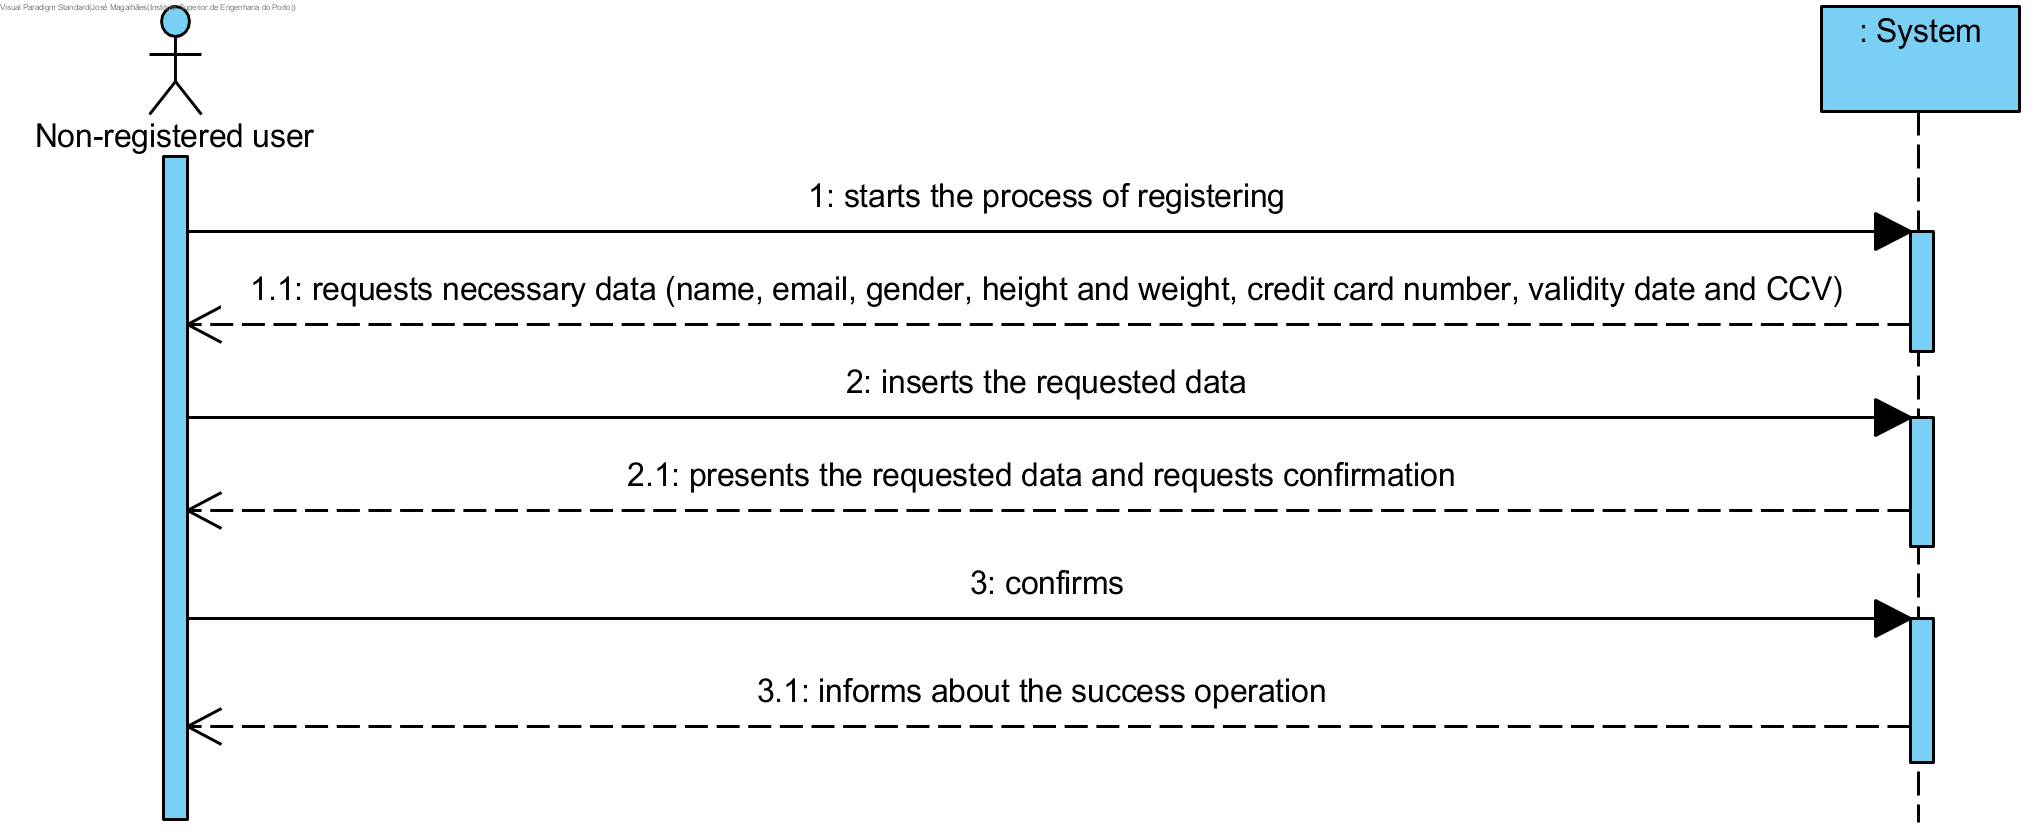 Visual Paradigm Standard(José Magalhães(Instituto Superior de Engenharia do Porto))
: System
Non-registered user
1: starts the process of registering
1.1: requests necessary data (name, email, gender, height and weight, credit card number, validity date and CCV)
2: inserts the requested data
2.1: presents the requested data and requests confirmation
3: confirms
3.1: informs about the success operation